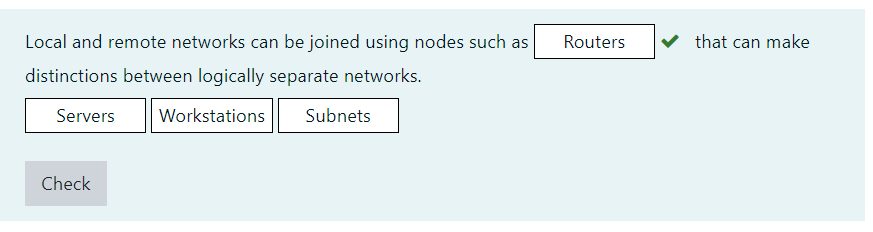 Local and remote networks can be joined using nodes such as Routers that can make
distinctions between logically separate networks.
Servers Workstations Subnets
Check